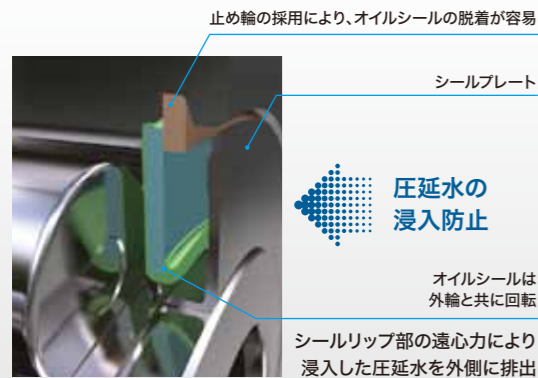 止め輪の採用により、オイルシールの脱着が容易
シールプレート
圧延水の
浸入防止
オイルシールは
外輪と共に回転
シールリップ部の遠心力により
浸入した圧延水を外側に排出